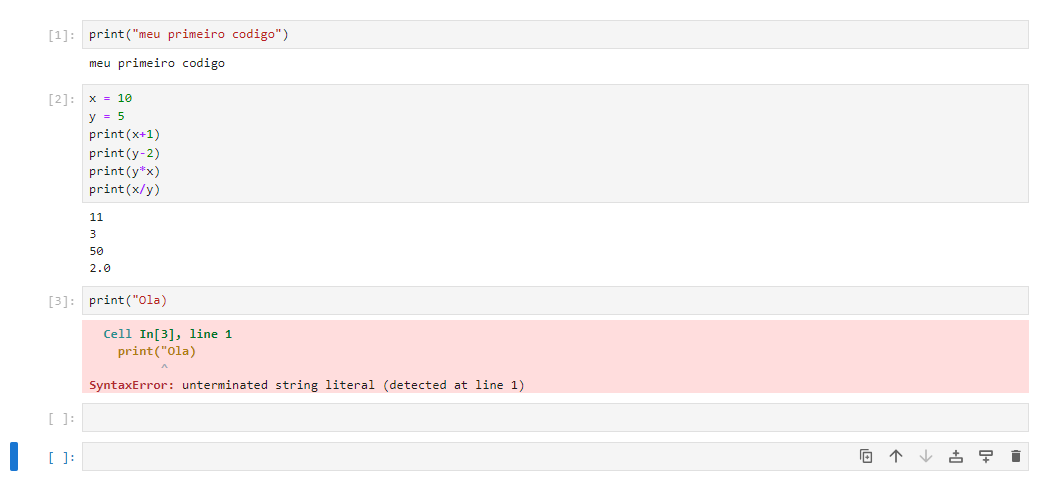 [1]: print("meu primeiro codigo")
meu primeiro codigo
[2]: x = 10
y = 5
print(x+1)
print(y-2)
print(y*x)
print(x/y)
11
3
50
2.0
[3]: print("Ola)
Cell In[3], line 1
print("Ola)
^
SyntaxError: unterminated string literal (detected at line 1)
[ ]:
[ ]: